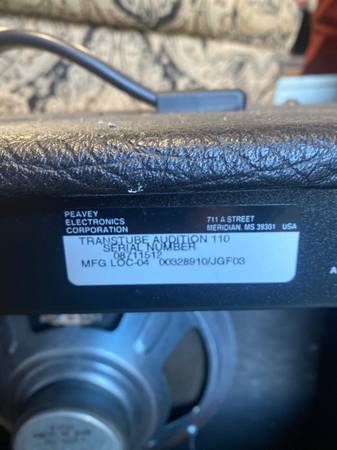 PEAVEY
ELECTRONICS
CORPORATION
711 A STREET
MERIDIAN, MS 39301 USA
TRANSTUBE AUDITION 110
SERIAL NUMBER
08711512
MFG LOC-04 00328910/JGF03